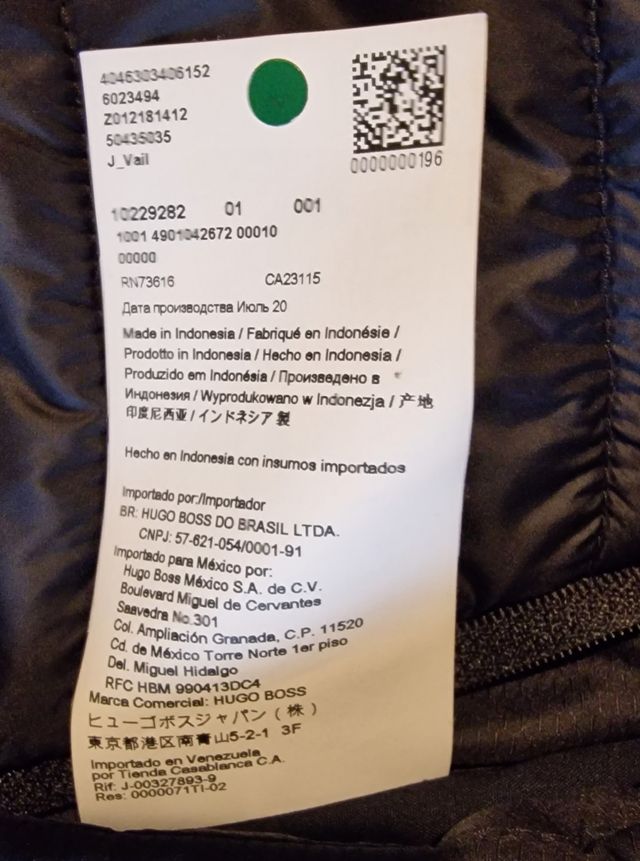 4046303406152
6023494
Z012181412
50435035
J_Vail
0000000196
10229282 01 001
1001 4901042672 00010
00000
RN73616 CA23115
Дата производства Июль 20
Made in Indonesia / Fabriqué en Indonésie /
Prodotto in Indonesia / Hecho en Indonesia /
Produzido em Indonésia / Произведено в
Индонезия / Wyprodukowano w Indonezja / 产地
印度尼西亚 / インドネシア 製
Hecho en Indonesia con insumos importados
Importado por:/Importador
BR: HUGO BOSS DO BRASIL LTDA.
CNPJ: 57-621-054/0001-91
Importado para México por:
Hugo Boss México S.A. de C.V.
Boulevard Miguel de Cervantes
Saavedra No.301
Col. Ampliación Granada, C.P. 11520
Cd. de México Torre Norte 1er piso
Del. Miguel Hidalgo
RFC HBM 990413DC4
Marca Comercial: HUGO BOSS
ヒューゴボスジャパン ( 株 )
東京都港区南青山5-2-1 3F
Importado en Venezuela
por Tienda Casablanca C.A.
Rif: J-00327893-9
Res: 0000071TI-02